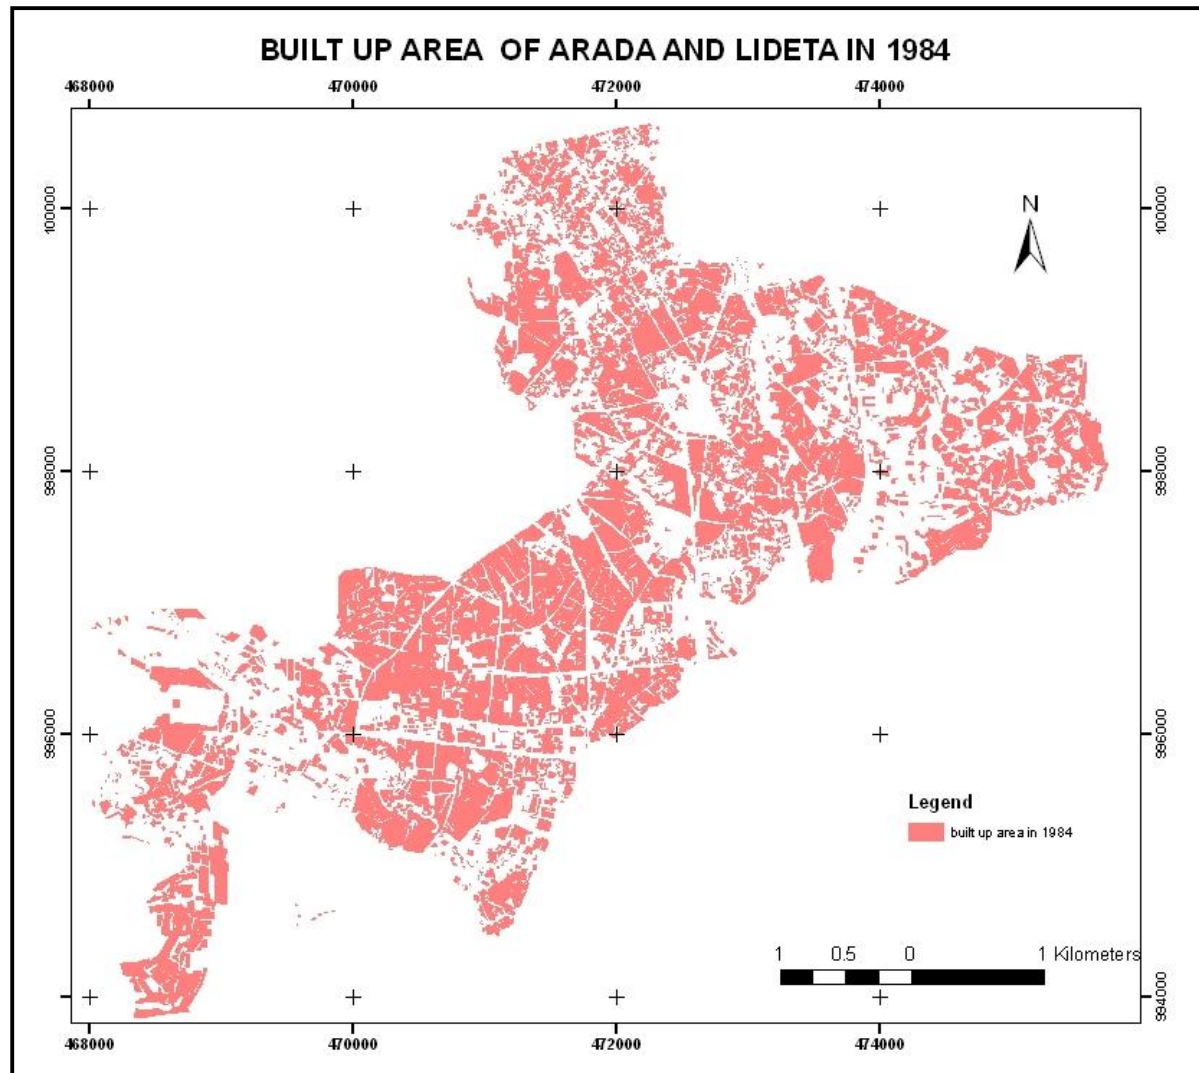 BUILT UP AREA OF ARADA AND LIDETA IN 1984
468000 470000 472000 474000
100000 100000
N
998000 998000
996000 996000
Legend
built up area in 1984
1 0.5 0 1 Kilometers
994000 994000
468000 470000 472000 474000